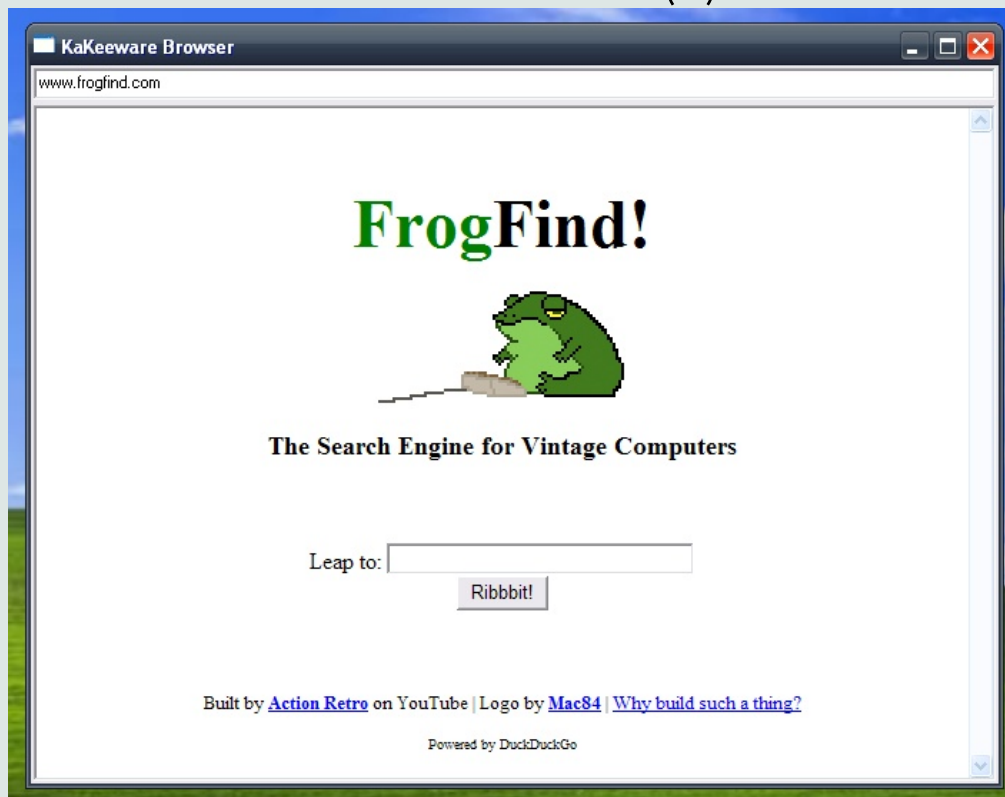 KaKeeware Browser
www.frogfind.com
FrogFind!
The Search Engine for Vintage Computers
Leap to:
Ribbbit!
Built by Action Retro on YouTube | Logo by Mac84 | Why build such a thing?
Powered by DuckDuckGo